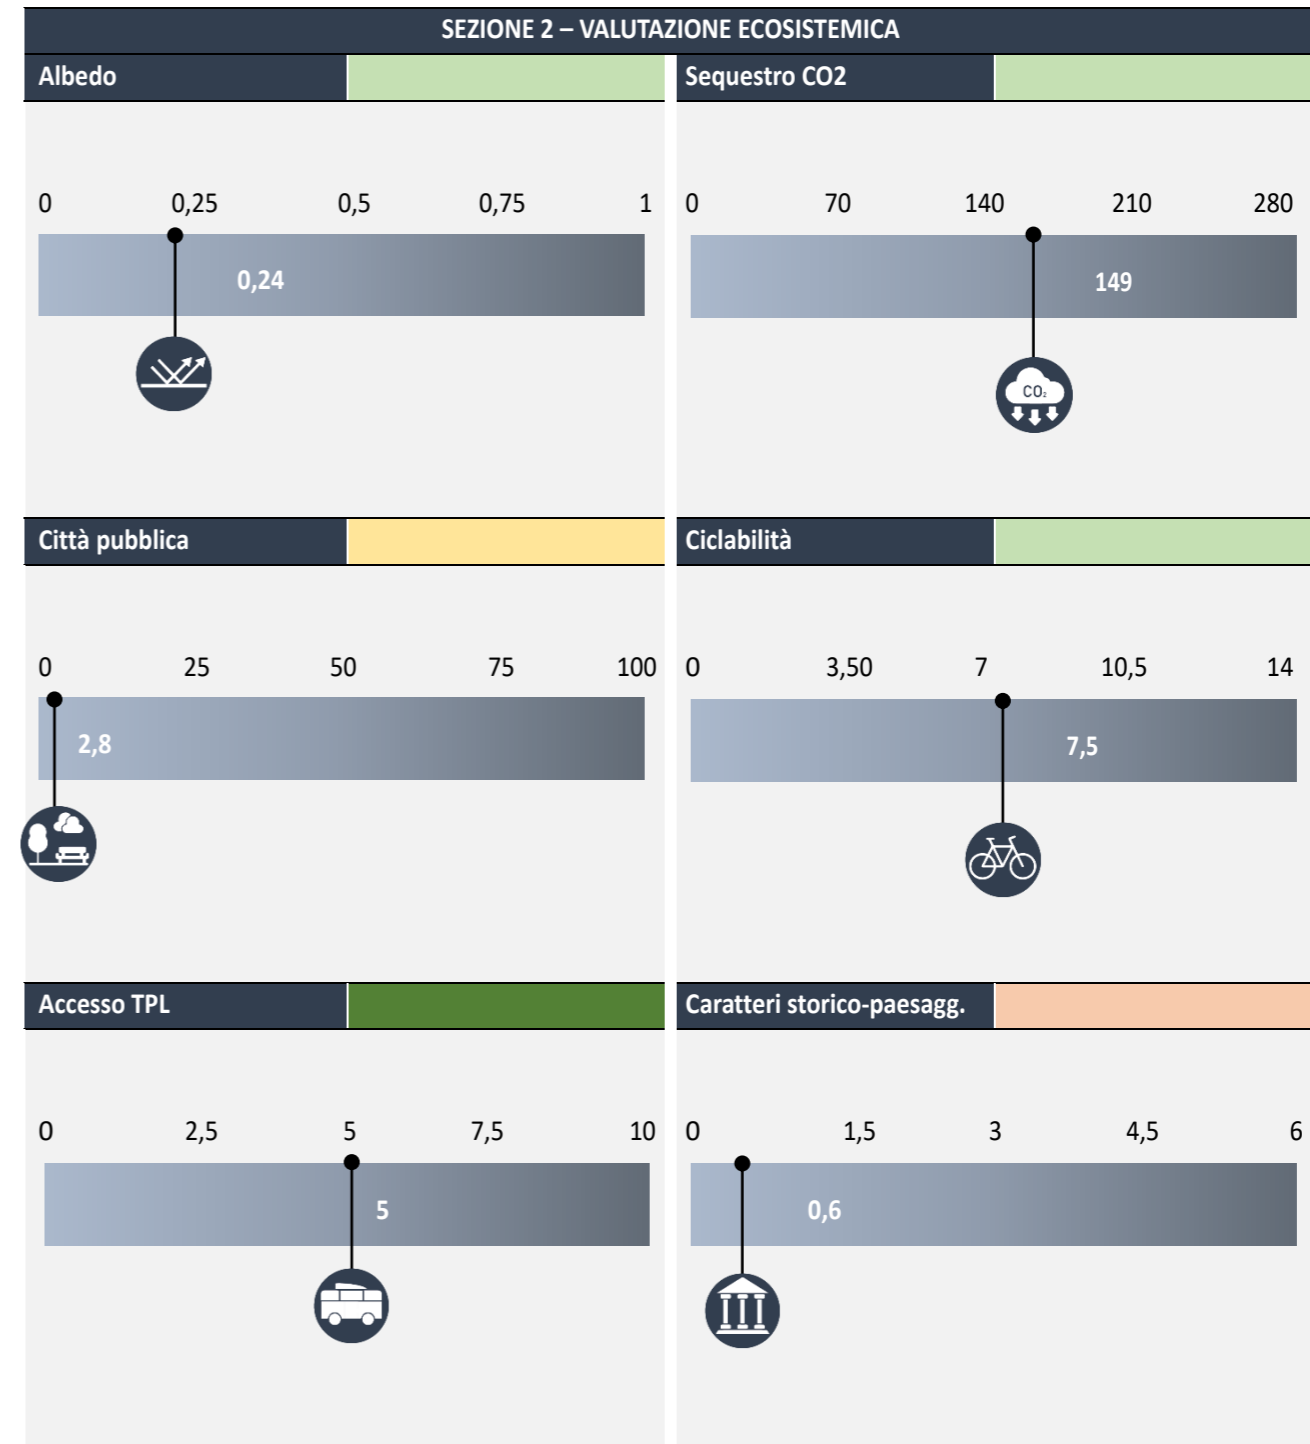 SEZIONE 2 – VALUTAZIONE ECOSISTEMICA
Albedo
0 0,25 0,5 0,75 1
0,24
Sequestro CO2
0 70 140 210 280
149
CO₂
Città pubblica
0 25 50 75 100
2,8
Ciclabilità
0 3,50 7 10,5 14
7,5
Accesso TPL
0 2,5 5 7,5 10
5
Caratteri storico-paesagg.
0 1,5 3 4,5 6
0,6